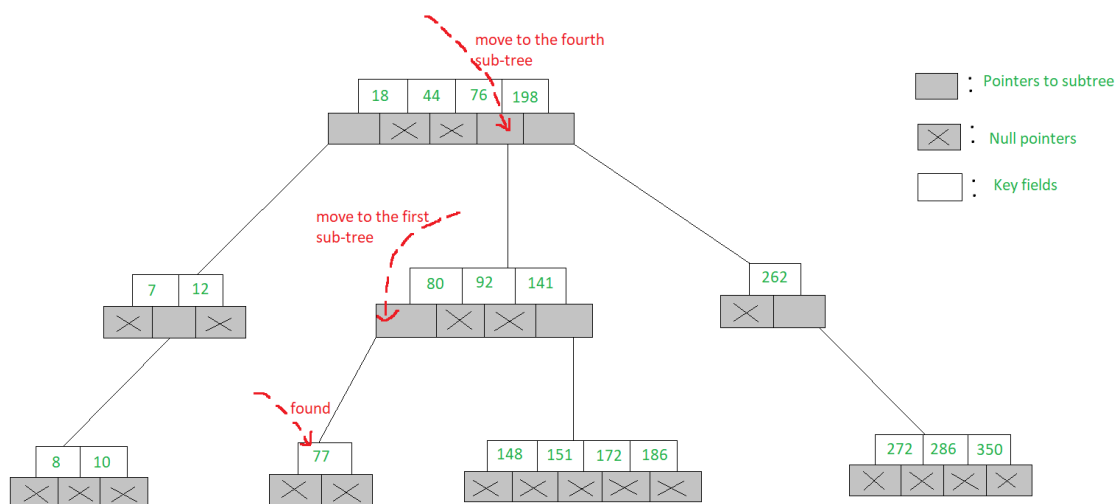 move to the fourth
sub-tree
18 44 76 198
: Pointers to subtree
: Null pointers
: Key fields
move to the first
sub-tree
7 12
80 92 141
262
found
8 10
77
148 151 172 186
272 286 350